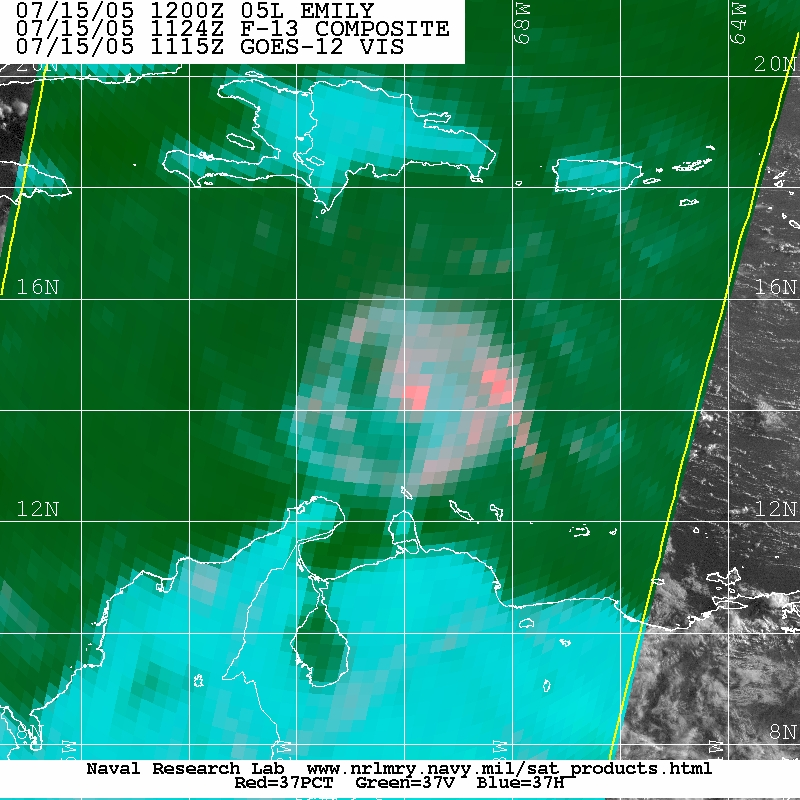 07/15/05 1200Z 05L EMILY
07/15/05 1124Z F-13 COMPOSITE
07/15/05 1115Z GOES-12 VIS
68W
64W
20N
20N
16N
16N
12N
12N
8N
8N
Naval Research Lab www.nrlmry.navy.mil/sat_products.html
Red=37PCT Green=37V Blue=37H